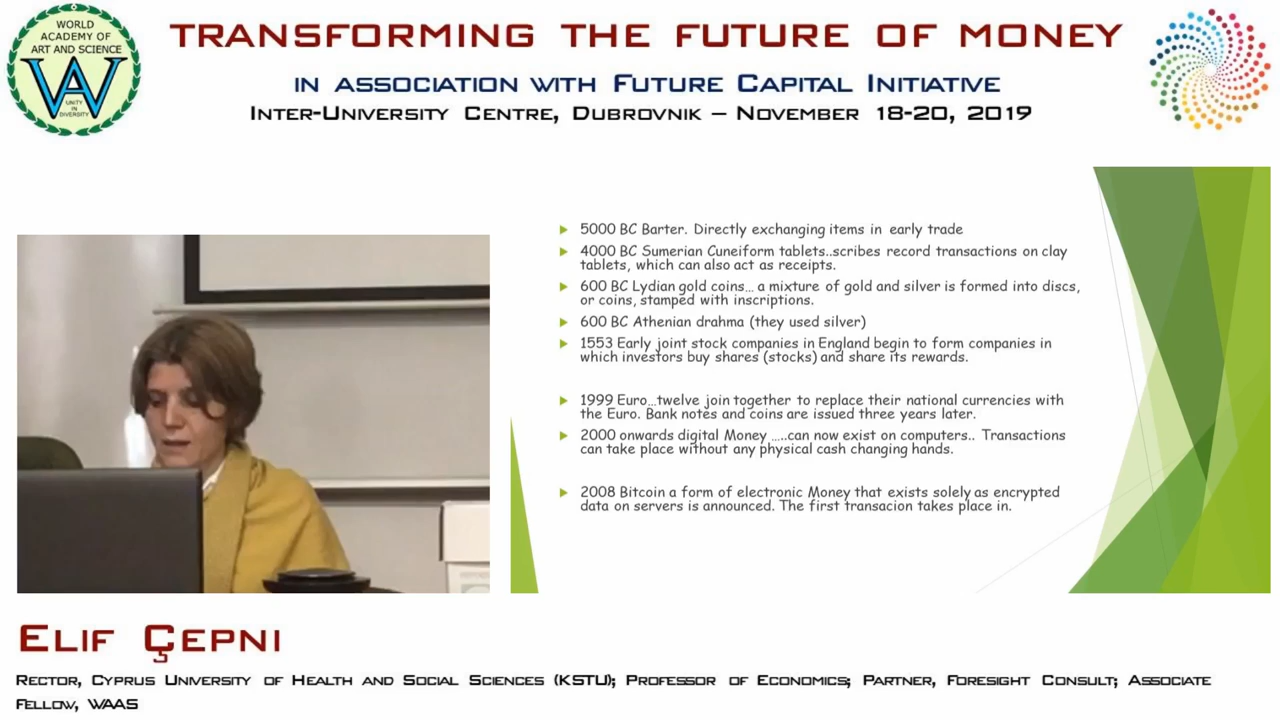 WORLD
ACADEMY OF
ART AND SCIENCE
UNITY
IN
DIVERSITY
TRANSFORMING THE FUTURE OF MONEY
IN ASSOCIATION WITH FUTURE CAPITAL INITIATIVE
INTER-UNIVERSITY CENTRE, DUBROVNIK – NOVEMBER 18-20, 2019
5000 BC Barter. Directly exchanging items in early trade
4000 BC Sumerian Cuneiform tablets..scribes record transactions on clay
tablets, which can also act as receipts.
600 BC Lydian gold coins... a mixture of gold and silver is formed into discs,
or coins, stamped with inscriptions.
600 BC Athenian drahma (they used silver)
1553 Early joint stock companies in England begin to form companies in
which investors buy shares (stocks) and share its rewards.
1999 Euro...twelve join together to replace their national currencies with
the Euro. Bank notes and coins are issued three years later.
2000 onwards digital Money .....can now exist on computers.. Transactions
can take place without any physical cash changing hands.
2008 Bitcoin a form of electronic Money that exists solely as encrypted
data on servers is announced. The first transacion takes place in.
ELIF ÇEPNI
RECTOR, CYPRUS UNIVERSITY OF HEALTH AND SOCIAL SCIENCES (KSTU); PROFESSOR OF ECONOMICS; PARTNER, FORESIGHT CONSULT; ASSOCIATE
FELLOW, WAAS